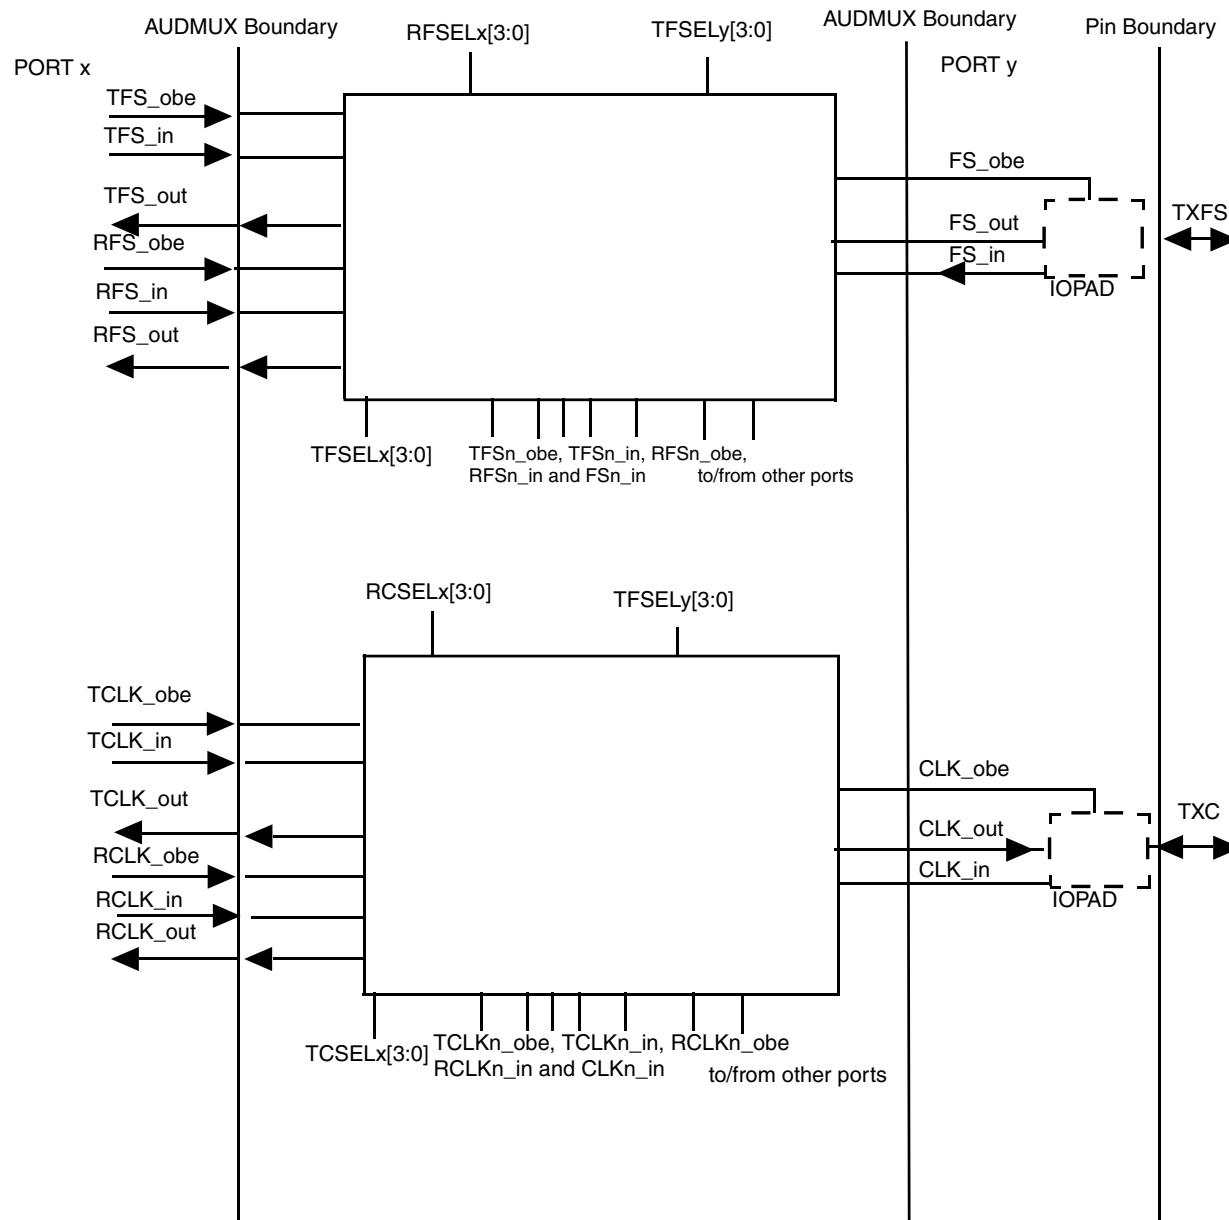 AUDMUX Boundary
RFSELx[3:0]
TFSELy[3:0]
AUDMUX Boundary
Pin Boundary
PORT x
PORT y
TFS_obe
TFS_in
TFS_out
RFS_obe
RFS_in
RFS_out
FS_obe
FS_out
FS_in
IOPAD
TXFS
TFSELx[3:0]
TFSn_obe, TFSn_in, RFSn_obe,
RFSn_in and FSn_in
to/from other ports
RCSELx[3:0]
TFSELy[3:0]
TCLK_obe
TCLK_in
TCLK_out
RCLK_obe
RCLK_in
RCLK_out
CLK_obe
CLK_out
CLK_in
IOPAD
TXC
TCSELx[3:0]
TCLKn_obe, TCLKn_in, RCLKn_obe
RCLKn_in and CLKn_in
to/from other ports